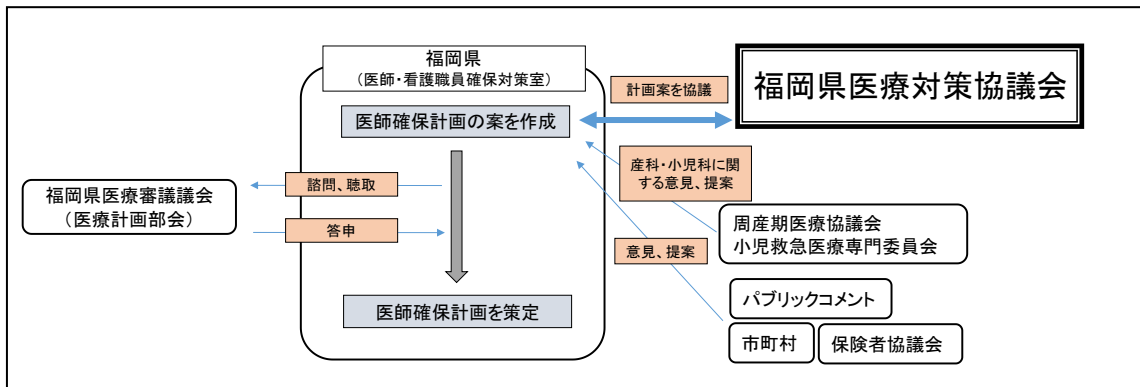 福岡県
（医師・看護職員確保対策室）
医師確保計画の案を作成
計画案を協議
福岡県医療対策協議会
産科・小児科に関
する意見、提案
諮問、聴取
福岡県医療審議議会
（医療計画部会）
答申
周産期医療協議会
小児救急医療専門委員会
意見、提案
パブリックコメント
医師確保計画を策定
市町村
保険者協議会